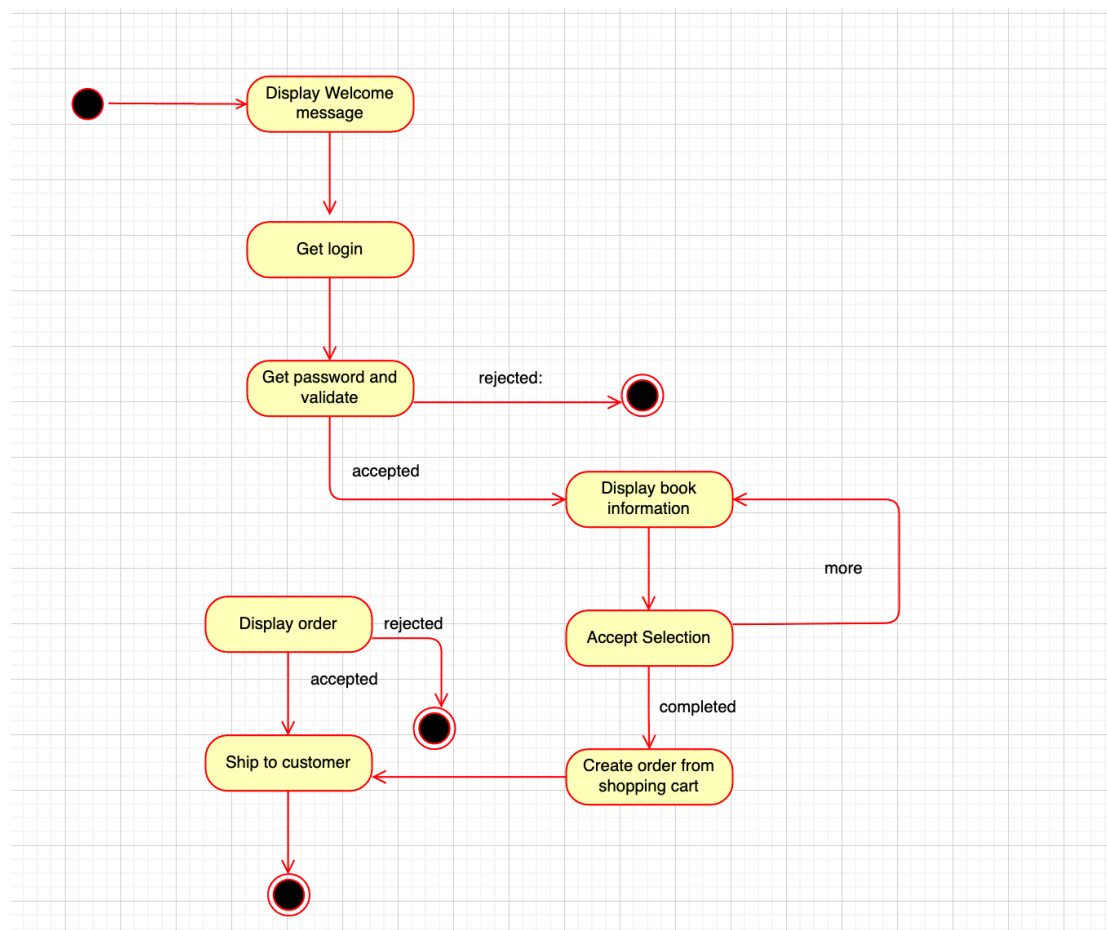 Display Welcome
message
Get login
Get password and
validate
rejected:
accepted
Display book
information
more
Display order
rejected
Accept Selection
accepted
completed
Ship to customer
Create order from
shopping cart